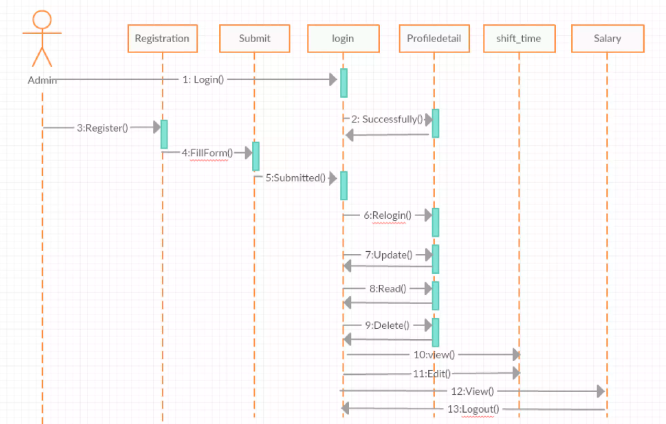 Registration
Submit
login
Profiledetail
shift_time
Salary
Admin
1: Login()
2: Successfully()
3:Register()
4:FillForm()
5:Submitted()
6:Relogin()
7:Update()
8:Read()
9:Delete()
10:view()
11:Edit()
12:View()
13:Logout()